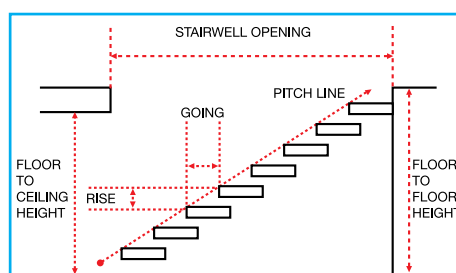 STAIRWELL OPENING
PITCH LINE
GOING
FLOOR
TO
CEILING
HEIGHT
RISE
FLOOR
TO
FLOOR
HEIGHT